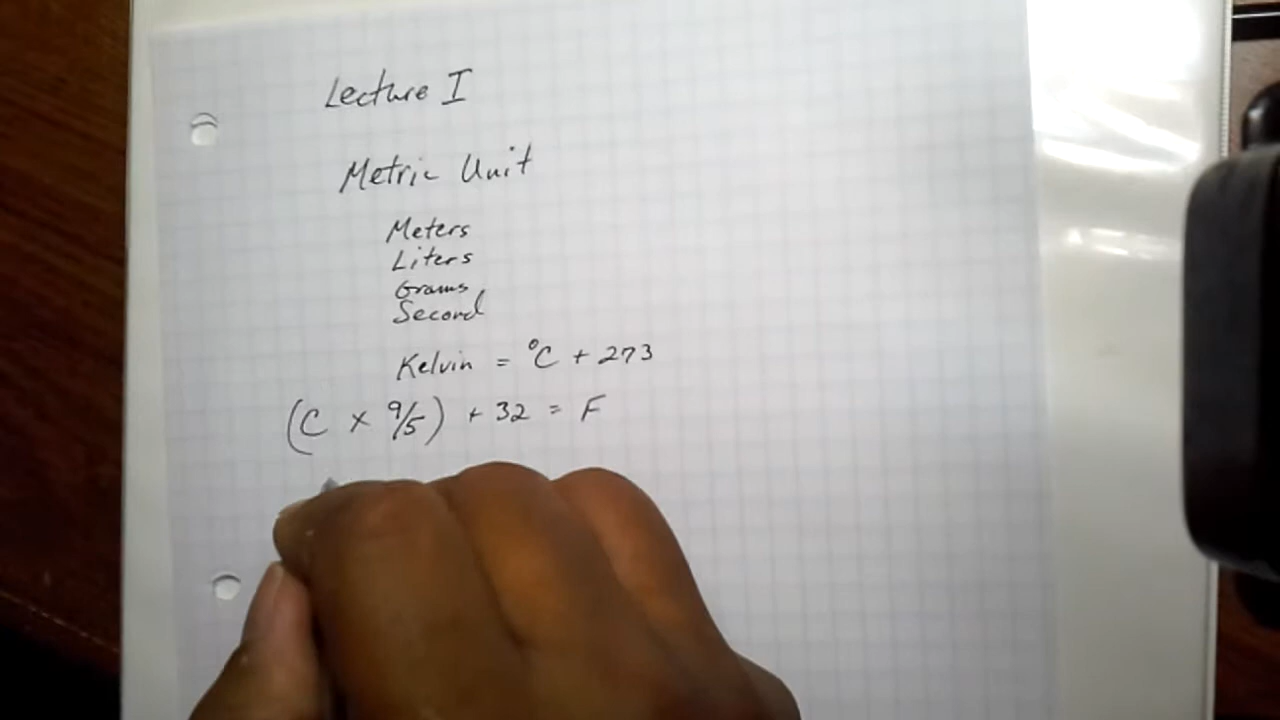 Lecture I
Metric Unit
Meters
Liters
Grams
Second
Kelvin = °C + 273
(C × 9/5) + 32 = F